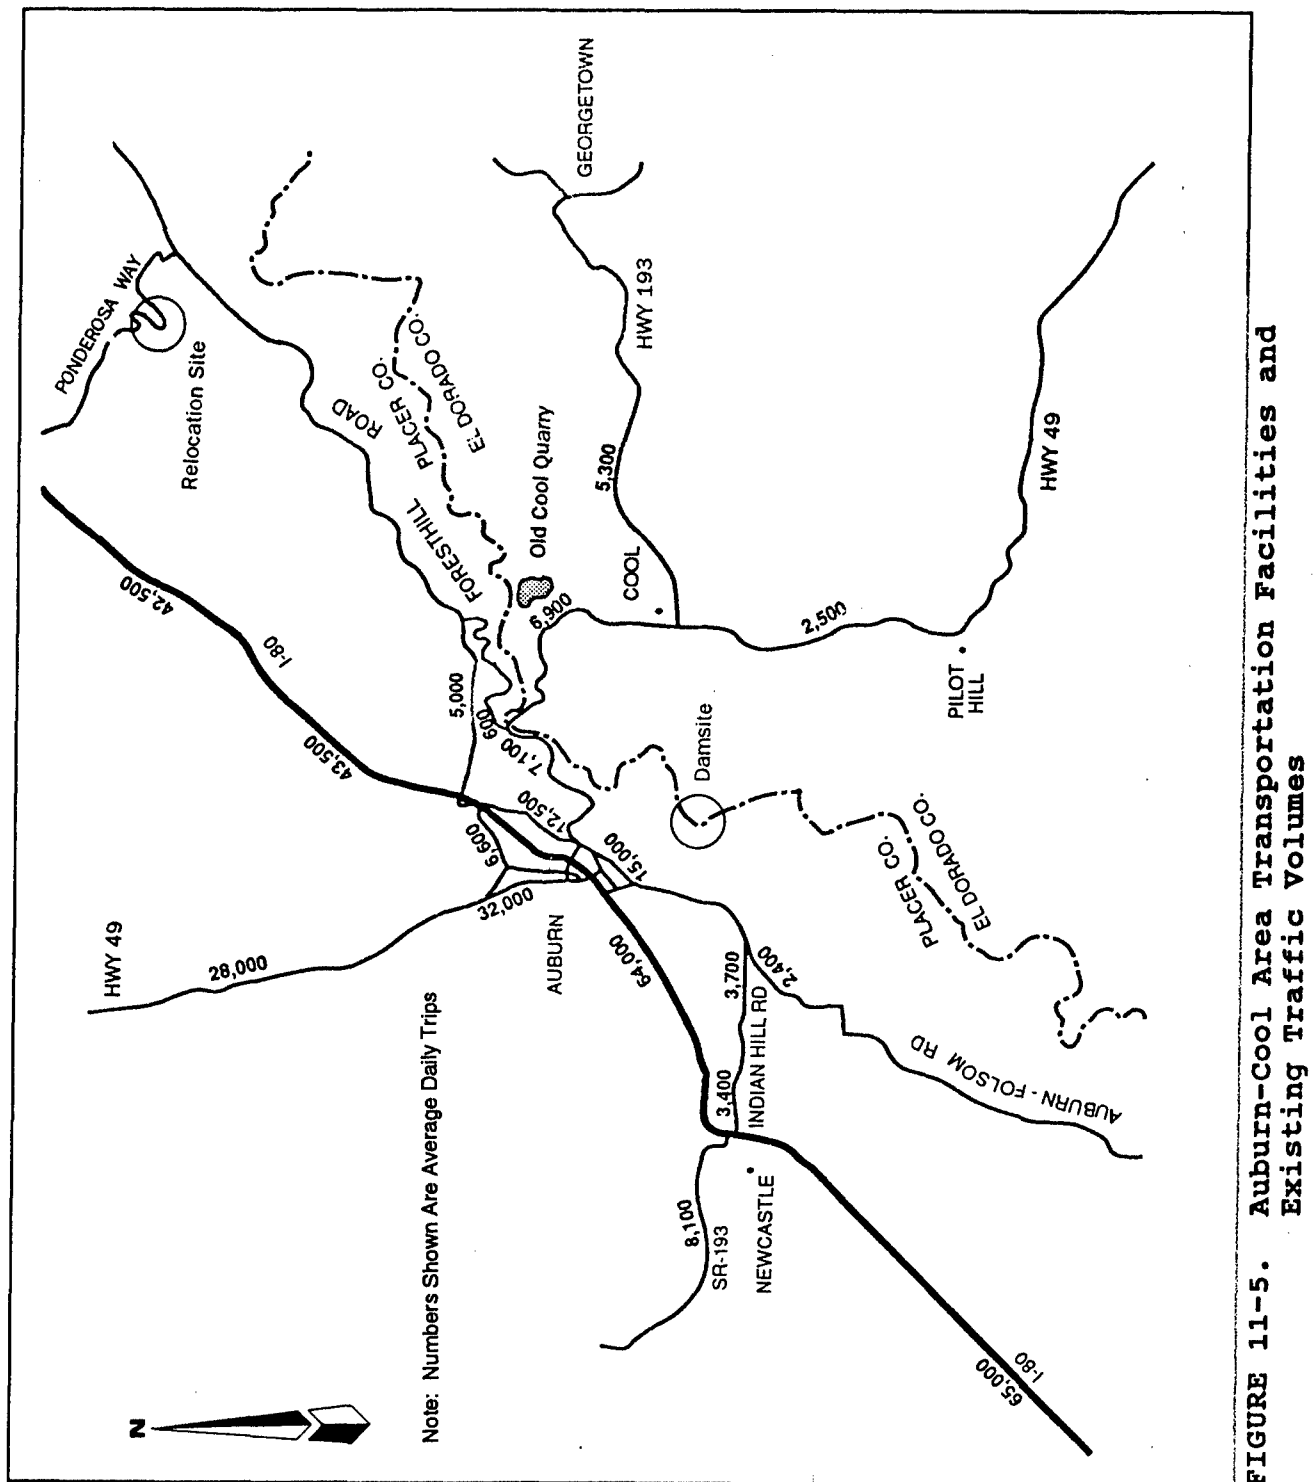 N
Note: Numbers Shown Are Average Daily Trips
HWY 49
28,000
32,000
6,600
AUBURN
64,000
43,500
I-80
42,500
PONDEROSA WAY
Relocation Site
FORESTHILL
ROAD
PLACER CO.
EL DORADO CO.
5,000
600
7,100
12,500
15,000
Old Cool Quarry
6,900
COOL
5,300
HWY 193
GEORGETOWN
2,500
PILOT
HILL
HWY 49
Damsite
PLACER CO.
EL DORADO CO.
3,700
2,400
3,400
INDIAN HILL RD
AUBURN - FOLSOM RD
8,100
SR-193
NEWCASTLE
65,000
I-80
FIGURE 11-5. Auburn-Cool Area Transportation Facilities and
Existing Traffic Volumes